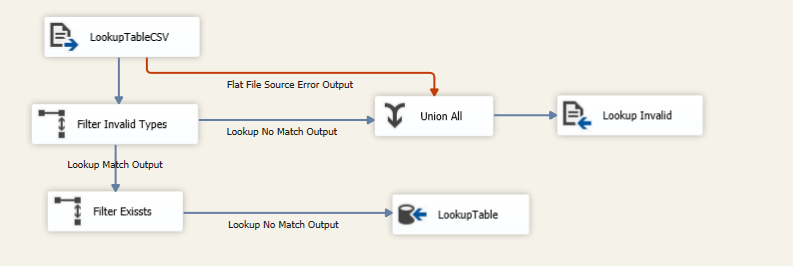 LookupTableCSV
Flat File Source Error Output
Filter Invalid Types
Lookup No Match Output
Union All
Lookup Invalid
Lookup Match Output
Filter Exissts
Lookup No Match Output
LookupTable